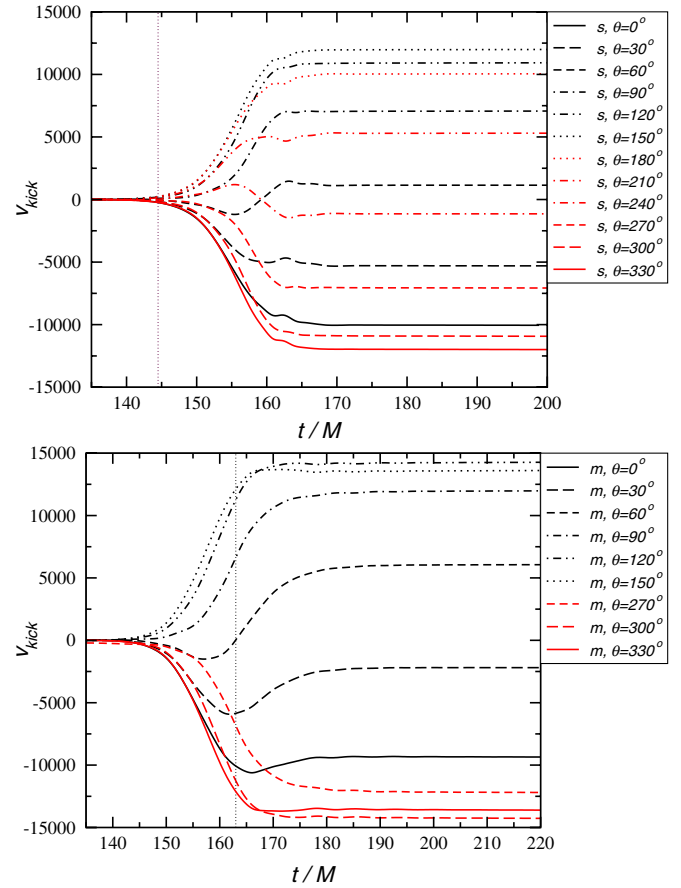 15000
10000
5000
0
-5000
-10000
-15000
v_kick
140 150 160 170 180 190 200
t / M
s, θ=0°
s, θ=30°
s, θ=60°
s, θ=90°
s, θ=120°
s, θ=150°
s, θ=180°
s, θ=210°
s, θ=240°
s, θ=270°
s, θ=300°
s, θ=330°
15000
10000
5000
0
-5000
-10000
-15000
v_kick
140 150 160 170 180 190 200 210 220
t / M
m, θ=0°
m, θ=30°
m, θ=60°
m, θ=90°
m, θ=120°
m, θ=150°
m, θ=270°
m, θ=300°
m, θ=330°